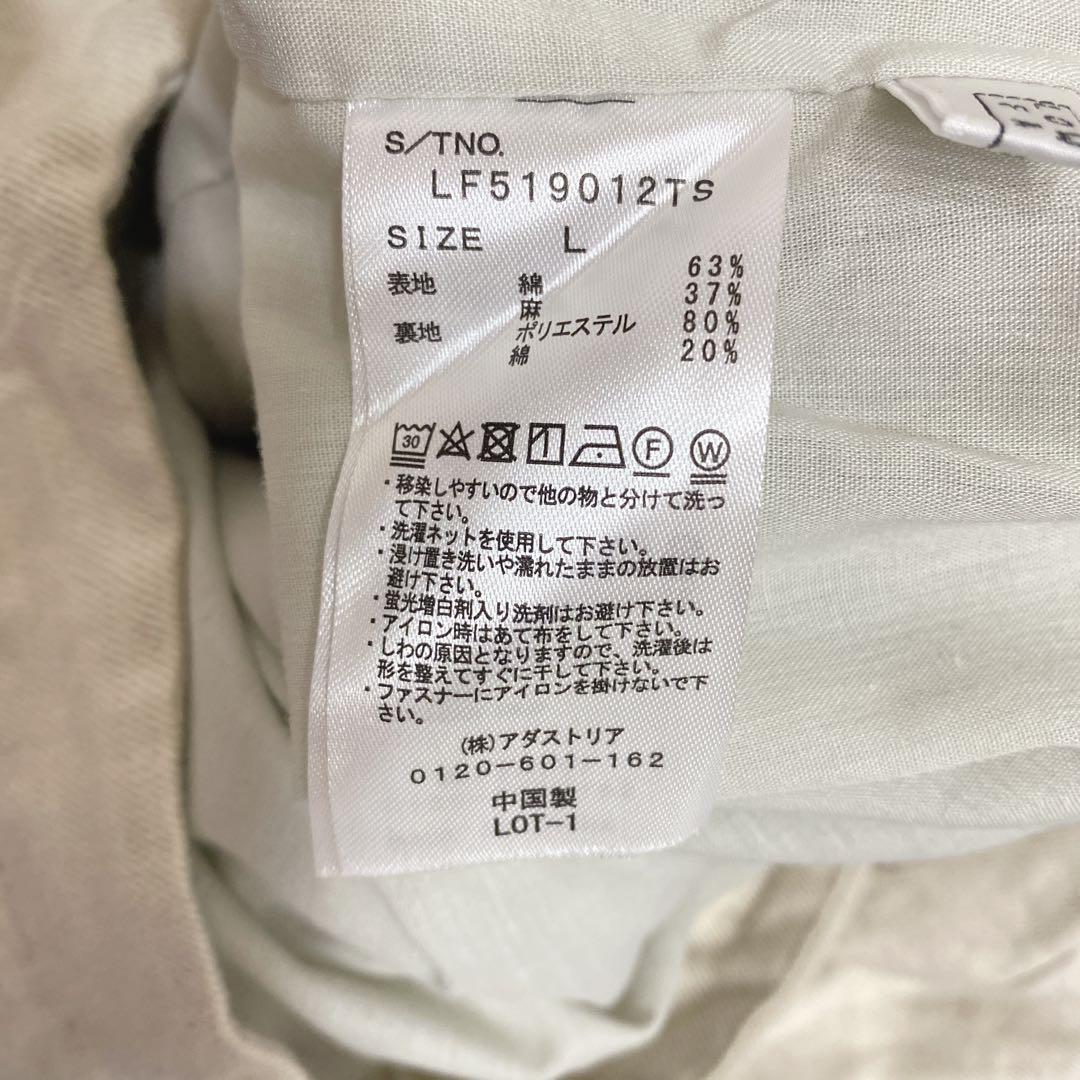 S/TNO.
LF519012TS
SIZE L
表地 綿 63%
麻 37%
裏地 ポリエステル 80%
綿 20%
30 F W
・移染しやすいので他の物と分けて洗っ
て下さい。
・洗濯ネットを使用して下さい。
・浸け置き洗いや濡れたままの放置はお
避け下さい。
・蛍光増白剤入り洗剤はお避け下さい。
・アイロン時はあて布をして下さい。
・しわの原因となりますので、洗濯後は
形を整えてすぐに干して下さい。
・ファスナーにアイロンを掛けないで下
さい。
(株)アダストリア
0120-601-162
中国製
LOT-1